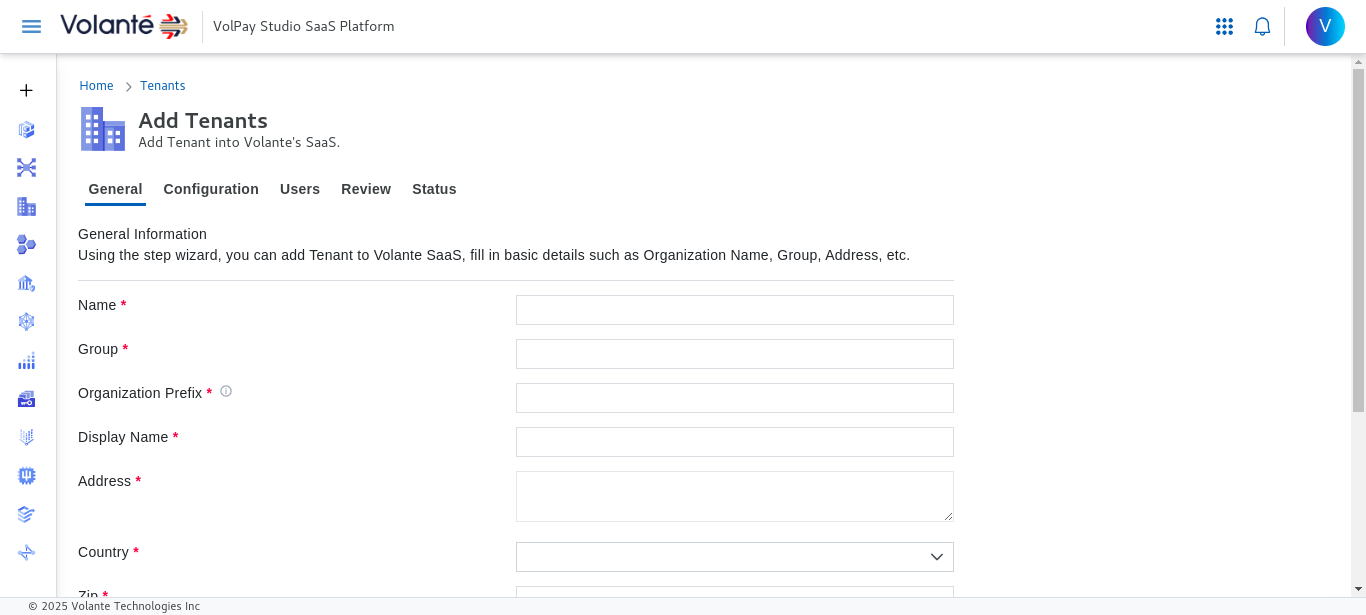 Volanté
VolPay Studio SaaS Platform
V
Home
Tenants
Add Tenants
Add Tenant into Volante's SaaS.
General Configuration Users Review Status
General Information
Using the step wizard, you can add Tenant to Volante SaaS, fill in basic details such as Organization Name, Group, Address, etc.
Name *
Group *
Organization Prefix *
Display Name *
Address *
Country *
Zip *
© 2025 Volante Technologies Inc